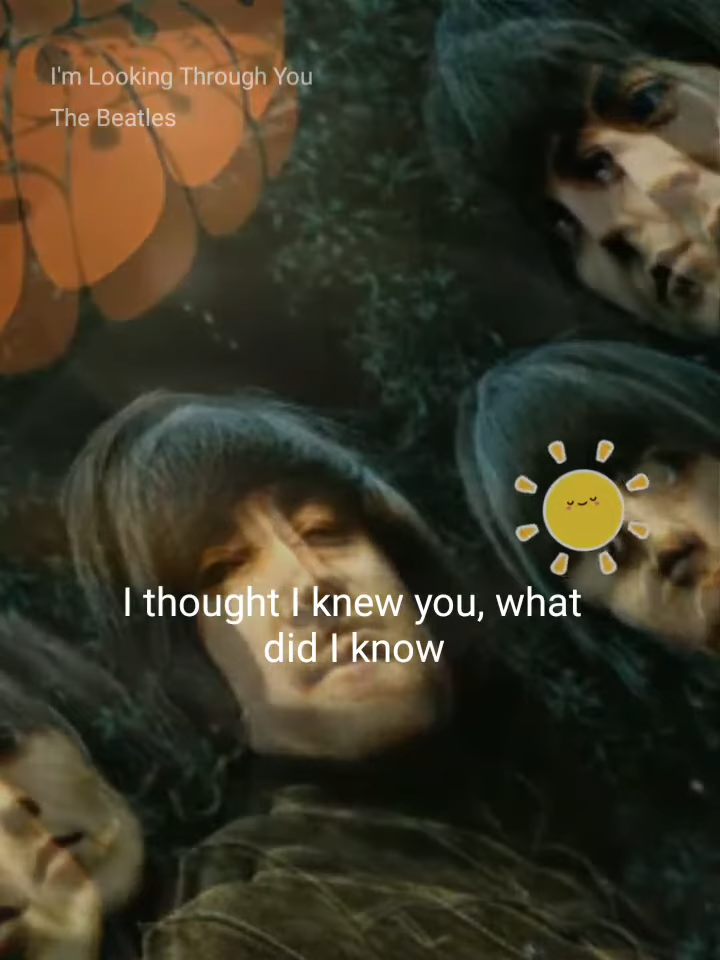 I'm Looking Through You
The Beatles
I thought I knew you, what
did I know